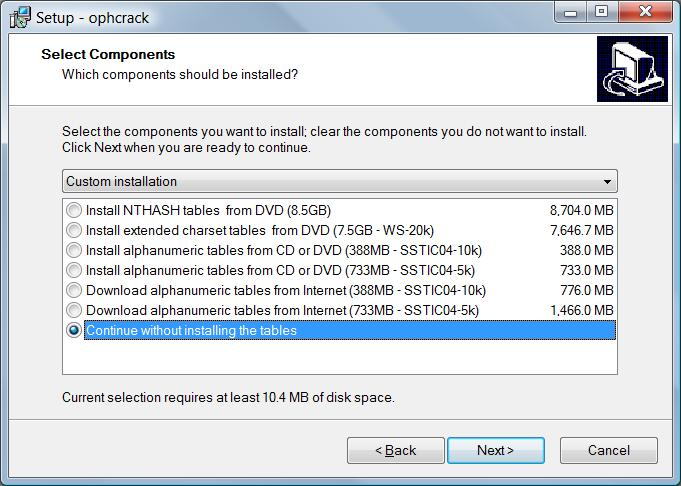 Setup - ophcrack
Select Components
Which components should be installed?
Select the components you want to install; clear the components you do not want to install.
Click Next when you are ready to continue.
Custom installation
Install NTHASH tables from DVD (8.5GB) 8,704.0 MB
Install extended charset tables from DVD (7.5GB - WS-20k) 7,646.7 MB
Install alphanumeric tables from CD or DVD (388MB - SSTIC04-10k) 388.0 MB
Install alphanumeric tables from CD or DVD (733MB - SSTIC04-5k) 733.0 MB
Download alphanumeric tables from Internet (388MB - SSTIC04-10k) 776.0 MB
Download alphanumeric tables from Internet (733MB - SSTIC04-5k) 1,466.0 MB
Continue without installing the tables
Current selection requires at least 10.4 MB of disk space.
< Back Next > Cancel